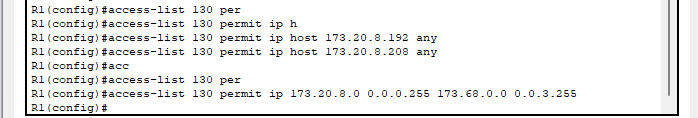 R1(config)#access-list 130 per
R1(config)#access-list 130 permit ip h
R1(config)#access-list 130 permit ip host 173.20.8.192 any
R1(config)#access-list 130 permit ip host 173.20.8.208 any
R1(config)#acc
R1(config)#access-list 130 per
R1(config)#access-list 130 permit ip 173.20.8.0 0.0.0.255 173.68.0.0 0.0.3.255
R1(config)#